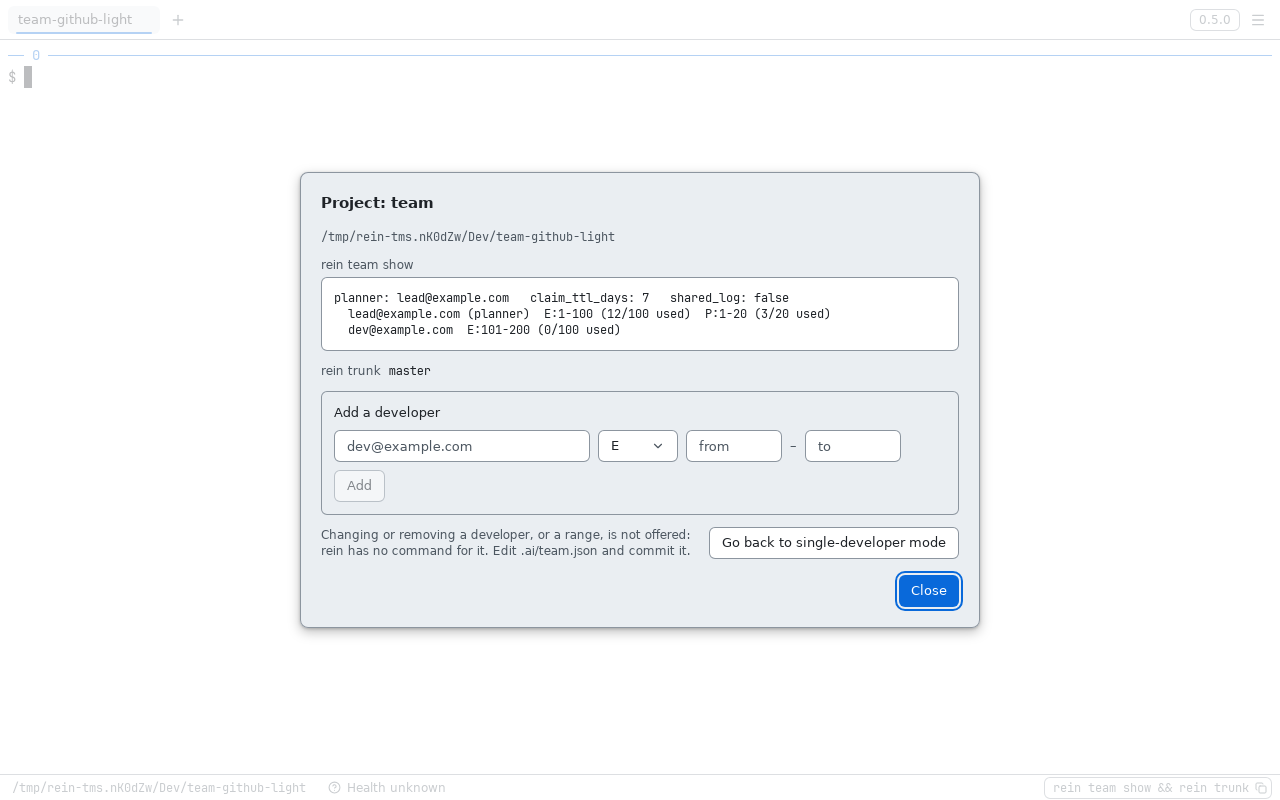 team-github-light
0.5.0
0
$
Project: team
/tmp/rein-tms.nK0dZw/Dev/team-github-light
rein team show
planner: lead@example.com   claim_ttl_days: 7   shared_log: false
lead@example.com (planner)  E:1-100 (12/100 used)  P:1-20 (3/20 used)
dev@example.com  E:101-200 (0/100 used)
rein trunk master
Add a developer
dev@example.com E from – to
Add
Changing or removing a developer, or a range, is not offered:
rein has no command for it. Edit .ai/team.json and commit it.
Go back to single-developer mode
Close
/tmp/rein-tms.nK0dZw/Dev/team-github-light Health unknown rein team show && rein trunk